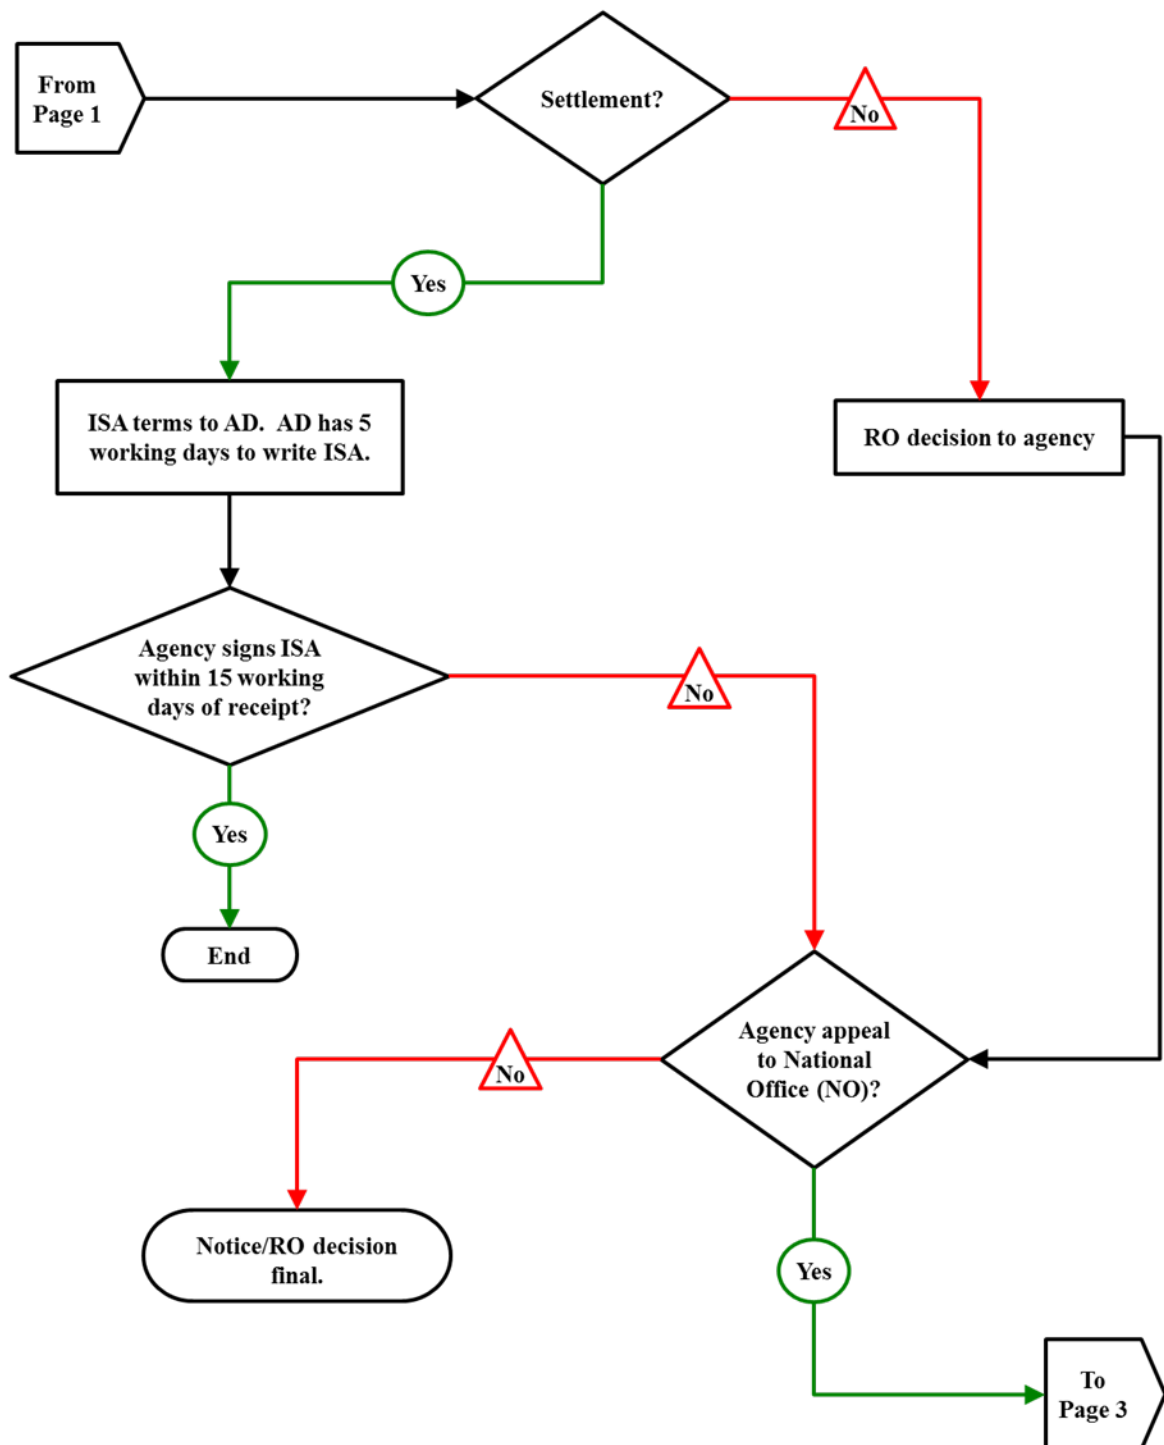 From
Page 1
Settlement?
No
Yes
ISA terms to AD.  AD has 5
working days to write ISA.
RO decision to agency
Agency signs ISA
within 15 working
days of receipt?
No
Yes
End
Agency appeal
to National
Office (NO)?
No
Notice/RO decision
final.
Yes
To
Page 3